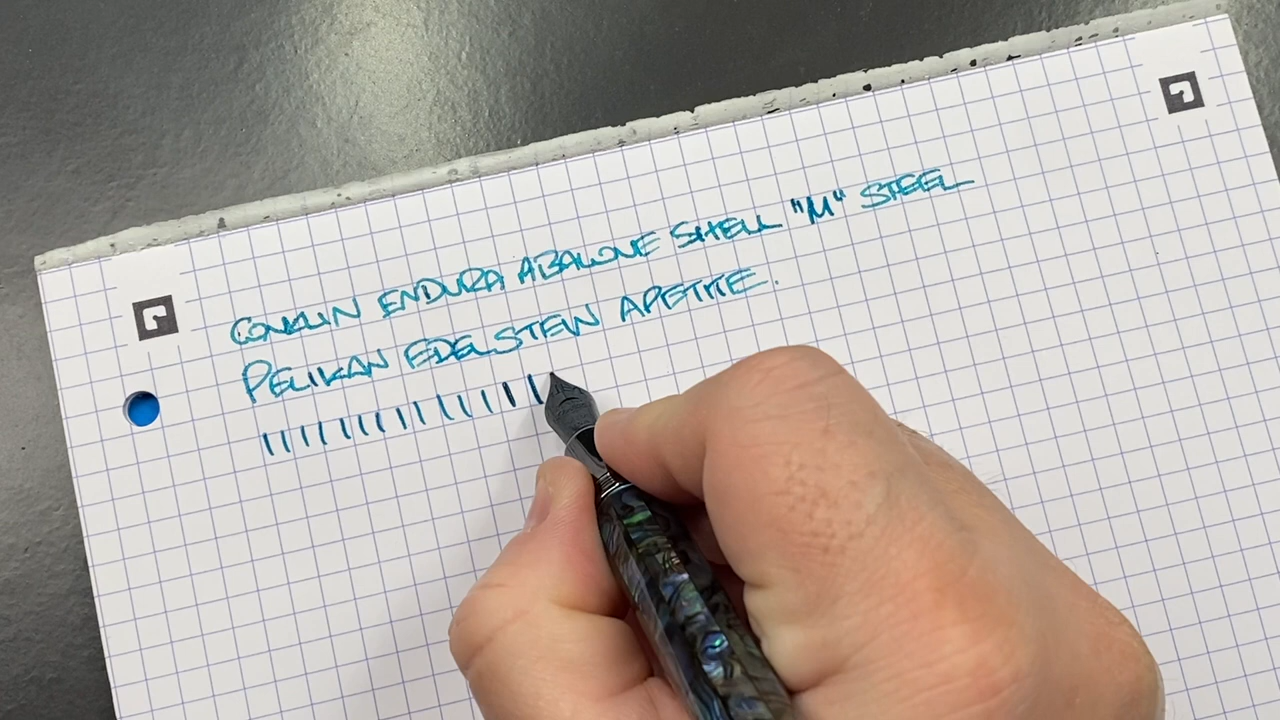 CONKLIN ENDURA ABALONE SHELL "M" STEEL
PELIKAN EDELSTEIN APETITE.